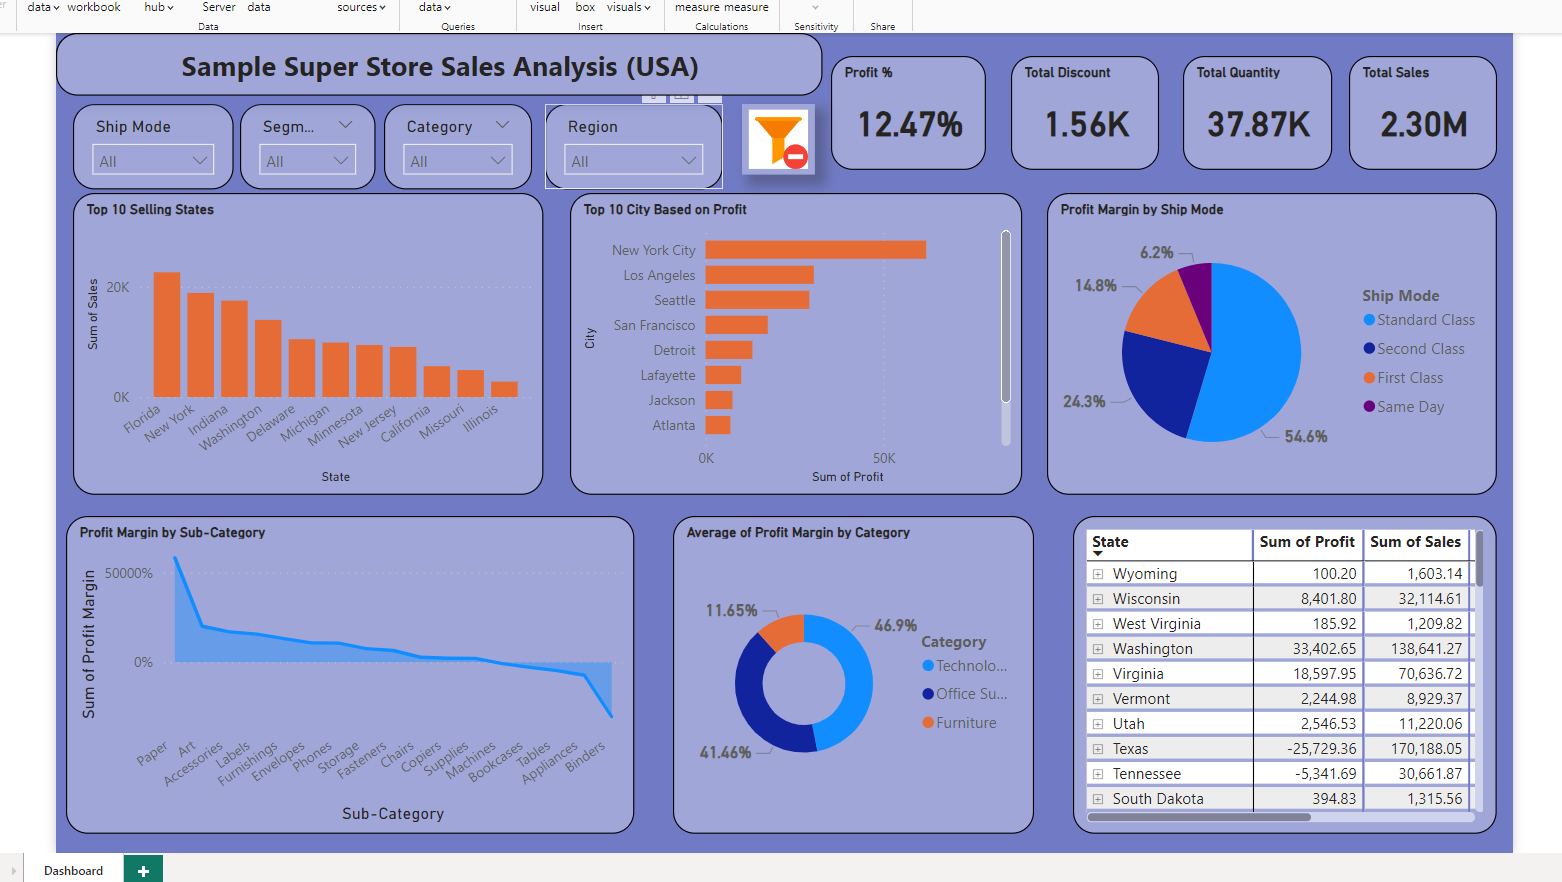 data workbook hub Server data sources data visual box visuals measure measure
Data Queries Insert Calculations Sensitivity Share
Sample Super Store Sales Analysis (USA)
Profit %
12.47%
Total Discount
1.56K
Total Quantity
37.87K
Total Sales
2.30M
Ship Mode
All
Segm...
All
Category
All
Region
All
Top 10 Selling States
Sum of Sales
20K
0K
Florida
New York
Indiana
Washington
Delaware
Michigan
Minnesota
New Jersey
California
Missouri
Illinois
State
Top 10 City Based on Profit
City
New York City
Los Angeles
Seattle
San Francisco
Detroit
Lafayette
Jackson
Atlanta
0K 50K
Sum of Profit
Profit Margin by Ship Mode
6.2%
14.8%
24.3%
54.6%
Ship Mode
Standard Class
Second Class
First Class
Same Day
Profit Margin by Sub-Category
Sum of Profit Margin
50000%
0%
Paper
Art
Accessories
Labels
Furnishings
Envelopes
Phones
Storage
Fasteners
Chairs
Copiers
Supplies
Machines
Bookcases
Tables
Appliances
Binders
Sub-Category
Average of Profit Margin by Category
11.65%
46.9%
41.46%
Category
Technolo...
Office Su...
Furniture
State Sum of Profit Sum of Sales
Wyoming 100.20 1,603.14
Wisconsin 8,401.80 32,114.61
West Virginia 185.92 1,209.82
Washington 33,402.65 138,641.27
Virginia 18,597.95 70,636.72
Vermont 2,244.98 8,929.37
Utah 2,546.53 11,220.06
Texas -25,729.36 170,188.05
Tennessee -5,341.69 30,661.87
South Dakota 394.83 1,315.56
Dashboard